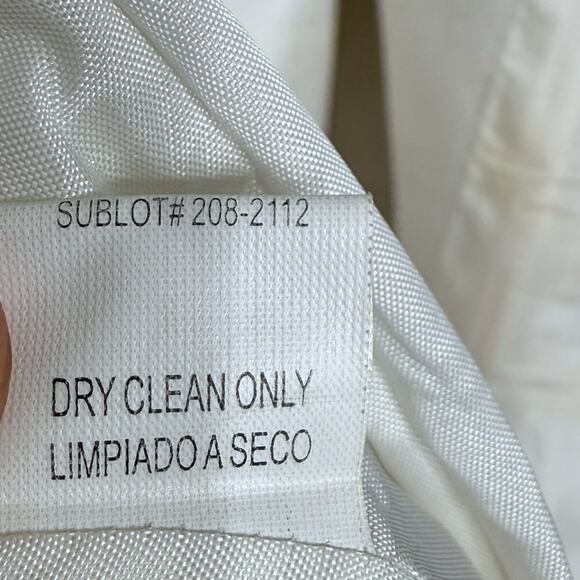 SUBLOT# 208-2112
DRY CLEAN ONLY
LIMPIADO A SECO